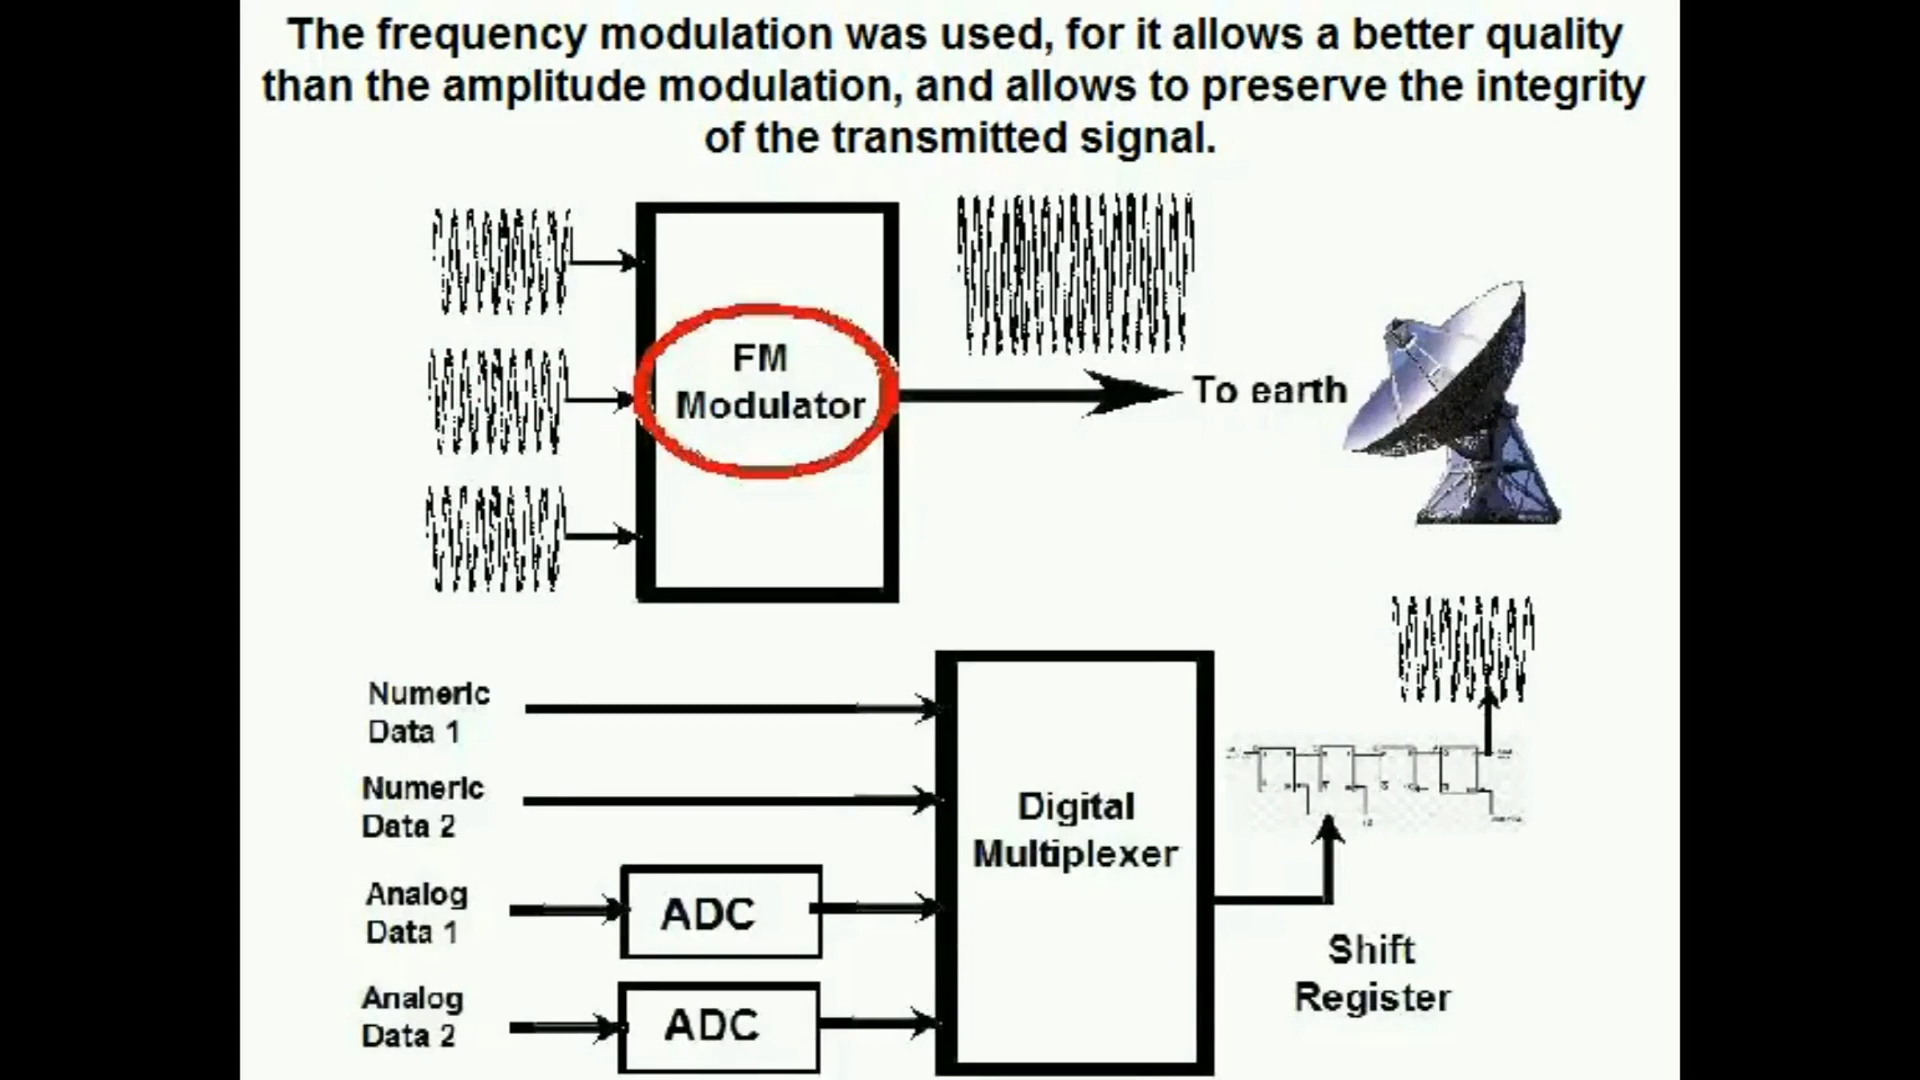 The frequency modulation was used, for it allows a better quality
than the amplitude modulation, and allows to preserve the integrity
of the transmitted signal.
FM
Modulator
To earth
Numeric
Data 1
Numeric
Data 2
Analog
Data 1
ADC
Analog
Data 2
ADC
Digital
Multiplexer
Shift
Register